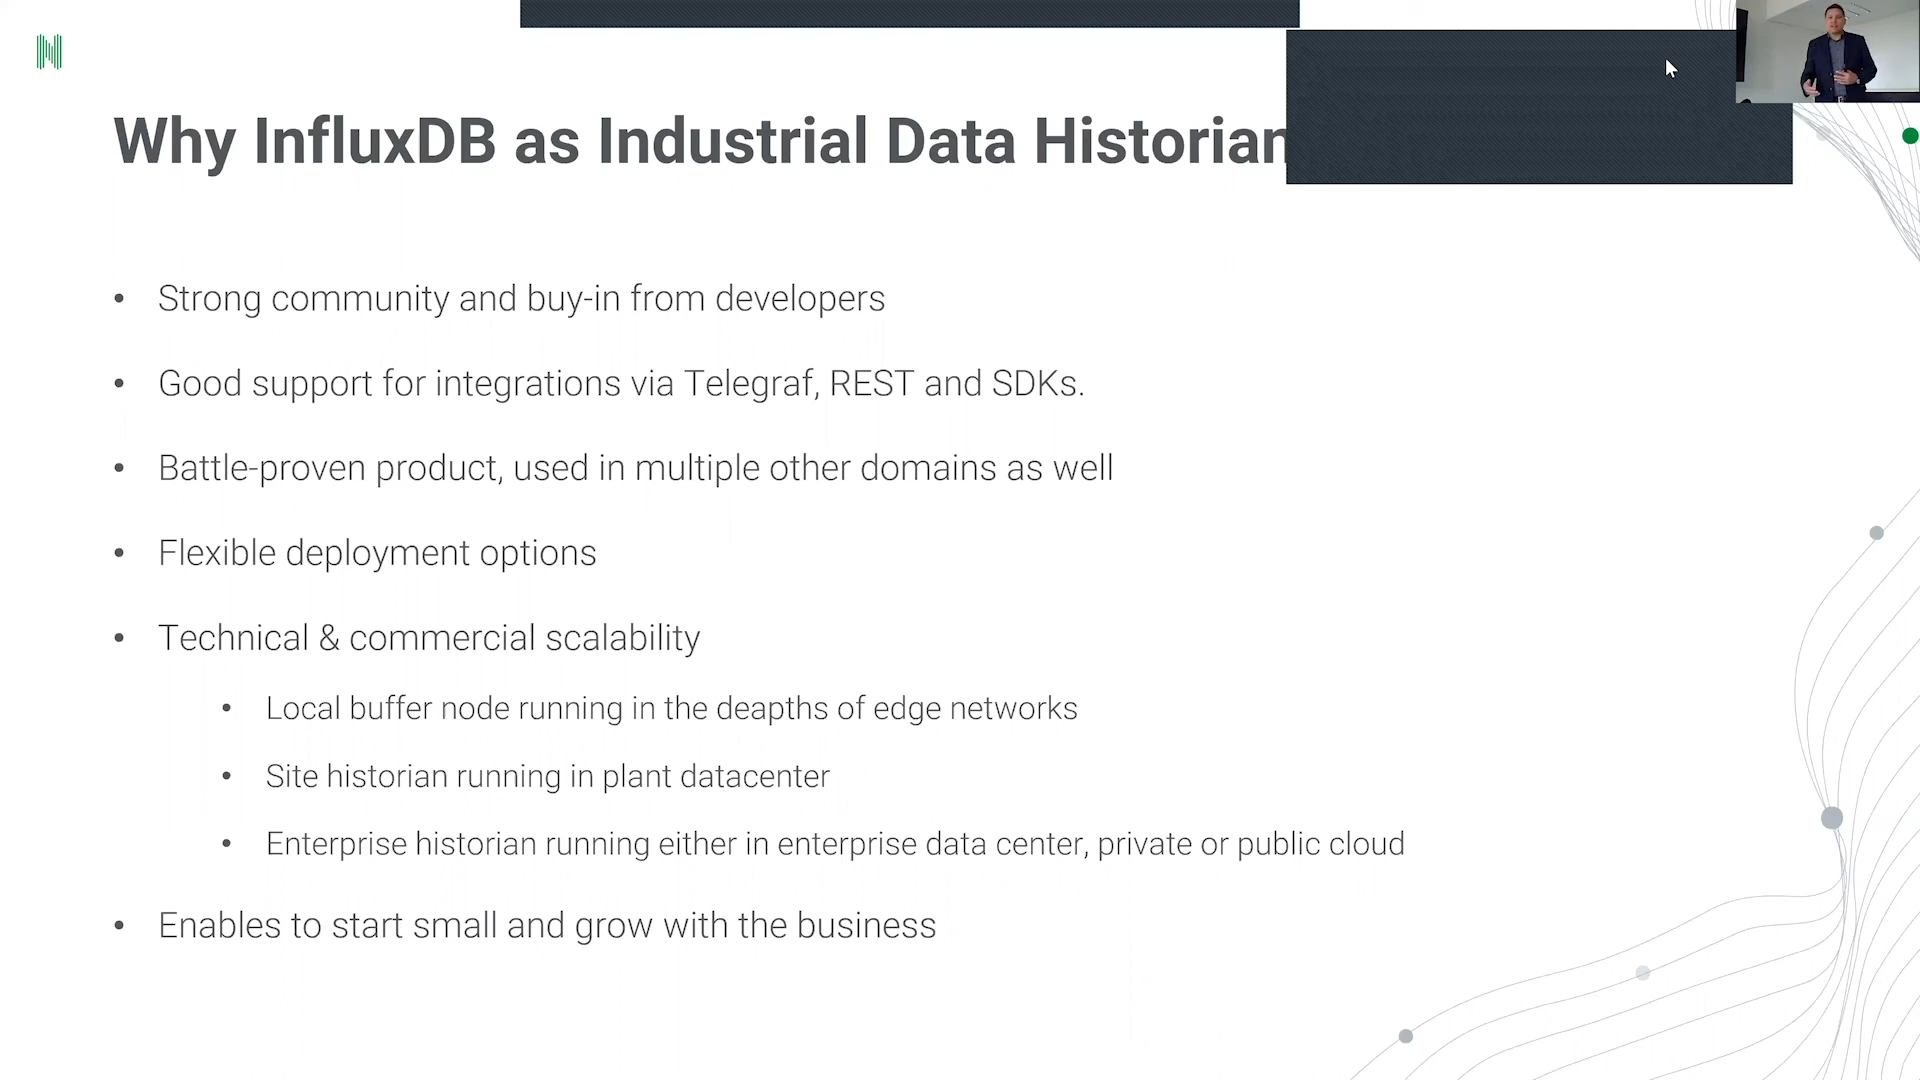 Why InfluxDB as Industrial Data Historian
• Strong community and buy-in from developers
• Good support for integrations via Telegraf, REST and SDKs.
• Battle-proven product, used in multiple other domains as well
• Flexible deployment options
• Technical & commercial scalability
• Local buffer node running in the deapths of edge networks
• Site historian running in plant datacenter
• Enterprise historian running either in enterprise data center, private or public cloud
• Enables to start small and grow with the business